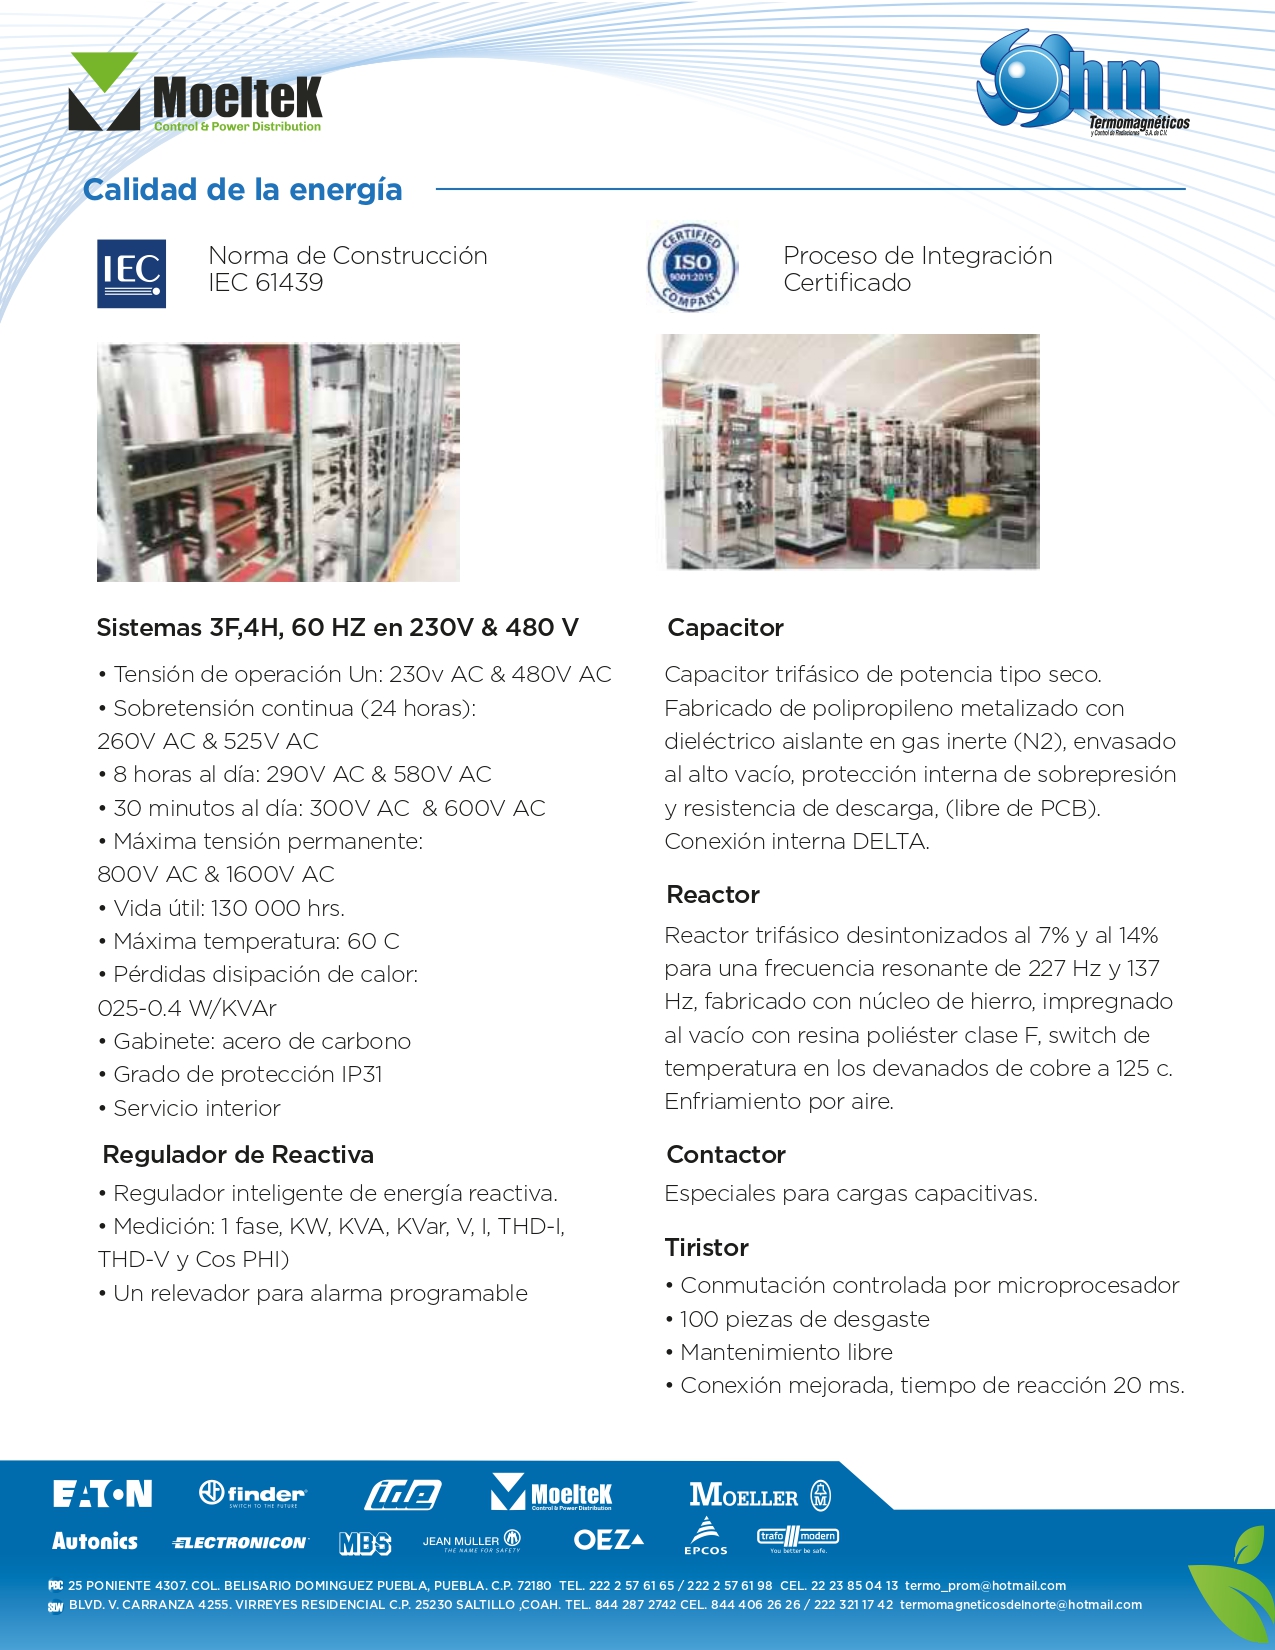 MoelteK
Control & Power Distribution
Ohm
Termomagnéticos
y Control de Radiaciones S.A. de C.V.
Calidad de la energía
IEC
Norma de Construcción
IEC 61439
CERTIFIED
ISO
9001:2015
COMPANY
Proceso de Integración
Certificado
Sistemas 3F,4H, 60 HZ en 230V & 480 V
• Tensión de operación Un: 230v AC & 480V AC
• Sobretensión continua (24 horas):
260V AC & 525V AC
• 8 horas al día: 290V AC & 580V AC
• 30 minutos al día: 300V AC & 600V AC
• Máxima tensión permanente:
800V AC & 1600V AC
• Vida útil: 130 000 hrs.
• Máxima temperatura: 60 C
• Pérdidas disipación de calor:
025-0.4 W/KVAr
• Gabinete: acero de carbono
• Grado de protección IP31
• Servicio interior
Regulador de Reactiva
• Regulador inteligente de energía reactiva.
• Medición: 1 fase, KW, KVA, KVar, V, I, THD-I,
THD-V y Cos PHI)
• Un relevador para alarma programable
Capacitor
Capacitor trifásico de potencia tipo seco.
Fabricado de polipropileno metalizado con
dieléctrico aislante en gas inerte (N2), envasado
al alto vacío, protección interna de sobrepresión
y resistencia de descarga, (libre de PCB).
Conexión interna DELTA.
Reactor
Reactor trifásico desintonizados al 7% y al 14%
para una frecuencia resonante de 227 Hz y 137
Hz, fabricado con núcleo de hierro, impregnado
al vacío con resina poliéster clase F, switch de
temperatura en los devanados de cobre a 125 c.
Enfriamiento por aire.
Contactor
Especiales para cargas capacitivas.
Tiristor
• Conmutación controlada por microprocesador
• 100 piezas de desgaste
• Mantenimiento libre
• Conexión mejorada, tiempo de reacción 20 ms.
EATON
finder
SWITCH TO THE FUTURE
ide
MoelteK
Control & Power Distribution
MOELLER
M
Autonics
ELECTRONICON
MBS
JEAN MULLER
THE NAME FOR SAFETY
OEZ
EPCOS
trafo modern
You better be safe.
PBC 25 PONIENTE 4307. COL. BELISARIO DOMINGUEZ PUEBLA, PUEBLA. C.P. 72180 TEL. 222 2 57 61 65 / 222 2 57 61 98 CEL. 22 23 85 04 13 termo_prom@hotmail.com
SLW BLVD. V. CARRANZA 4255. VIRREYES RESIDENCIAL C.P. 25230 SALTILLO ,COAH. TEL. 844 287 2742 CEL. 844 406 26 26 / 222 321 17 42 termomagneticosdelnorte@hotmail.com